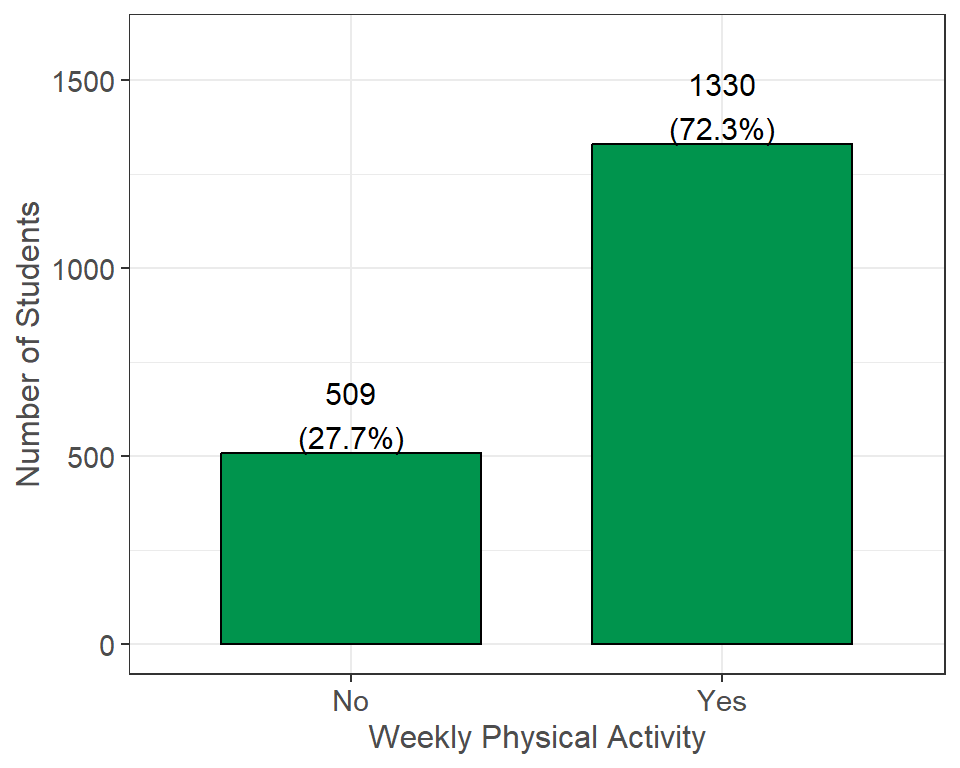 1500
1000
500
0
Number of Students
1330
(72.3%)
509
(27.7%)
No
Yes
Weekly Physical Activity